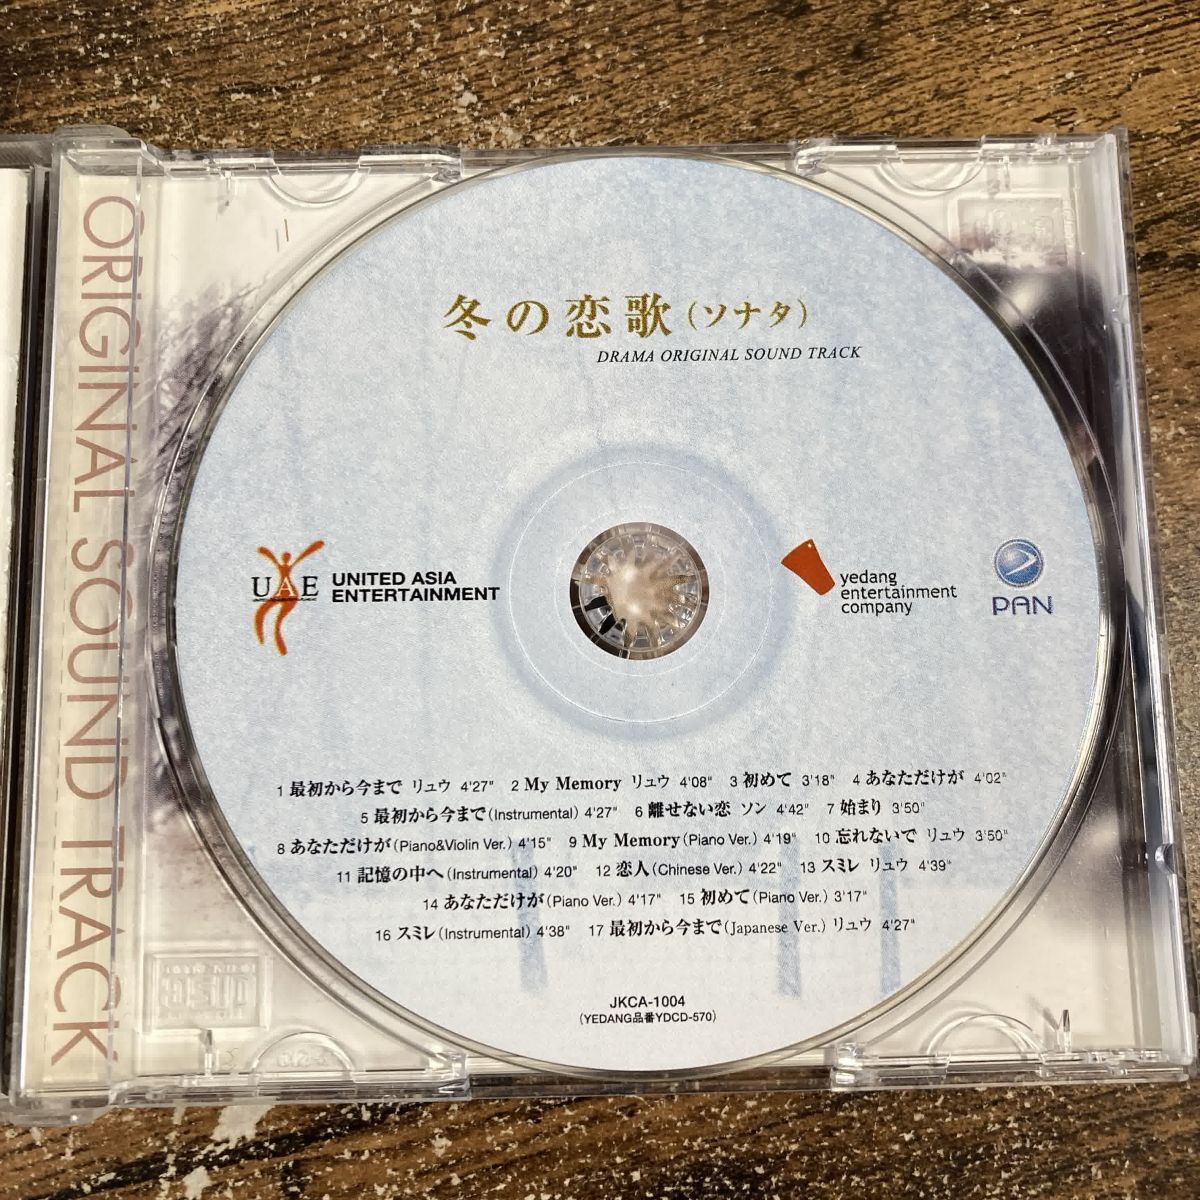 ORIGINAL SOUND TRACK
冬の恋歌(ソナタ)
DRAMA ORIGINAL SOUND TRACK
UAE
UNITED ASIA
ENTERTAINMENT
yedang
entertainment
company
PAN
1 最初から今まで リュウ 4'27" 2 My Memory リュウ 4'08" 3 初めて 3'18" 4 あなただけが 4'02"
5 最初から今まで(Instrumental) 4'27" 6 離せない恋 ソン 4'42" 7 始まり 3'50"
8 あなただけが(Piano&Violin Ver.) 4'15" 9 My Memory(Piano Ver.) 4'19" 10 忘れないで リュウ 3'50"
11 記憶の中へ(Instrumental) 4'20" 12 恋人(Chinese Ver.) 4'22" 13 スミレ リュウ 4'39"
14 あなただけが(Piano Ver.) 4'17" 15 初めて(Piano Ver.) 3'17"
16 スミレ(Instrumental) 4'38" 17 最初から今まで(Japanese Ver.) リュウ 4'27"
JKCA-1004
(YEDANG品番YDCD-570)